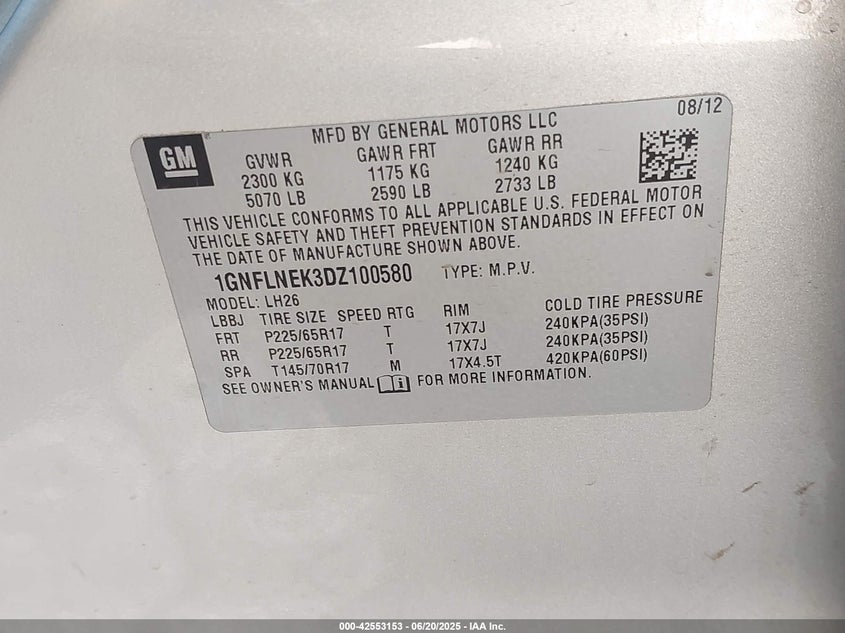 08/12
MFD BY GENERAL MOTORS LLC
GM
GVWR GAWR FRT GAWR RR
2300 KG 1175 KG 1240 KG
5070 LB 2590 LB 2733 LB
THIS VEHICLE CONFORMS TO ALL APPLICABLE U.S. FEDERAL MOTOR
VEHICLE SAFETY AND THEFT PREVENTION STANDARDS IN EFFECT ON
THE DATE OF MANUFACTURE SHOWN ABOVE.
1GNFLNEK3DZ100580 TYPE: M.P.V.
MODEL: LH26
LBBJ TIRE SIZE SPEED RTG RIM COLD TIRE PRESSURE
FRT P225/65R17 T 17X7J 240KPA(35PSI)
RR P225/65R17 T 17X7J 240KPA(35PSI)
SPA T145/70R17 M 17X4.5T 420KPA(60PSI)
SEE OWNER'S MANUAL FOR MORE INFORMATION.
000-42553153 - 06/20/2025 - IAA Inc.